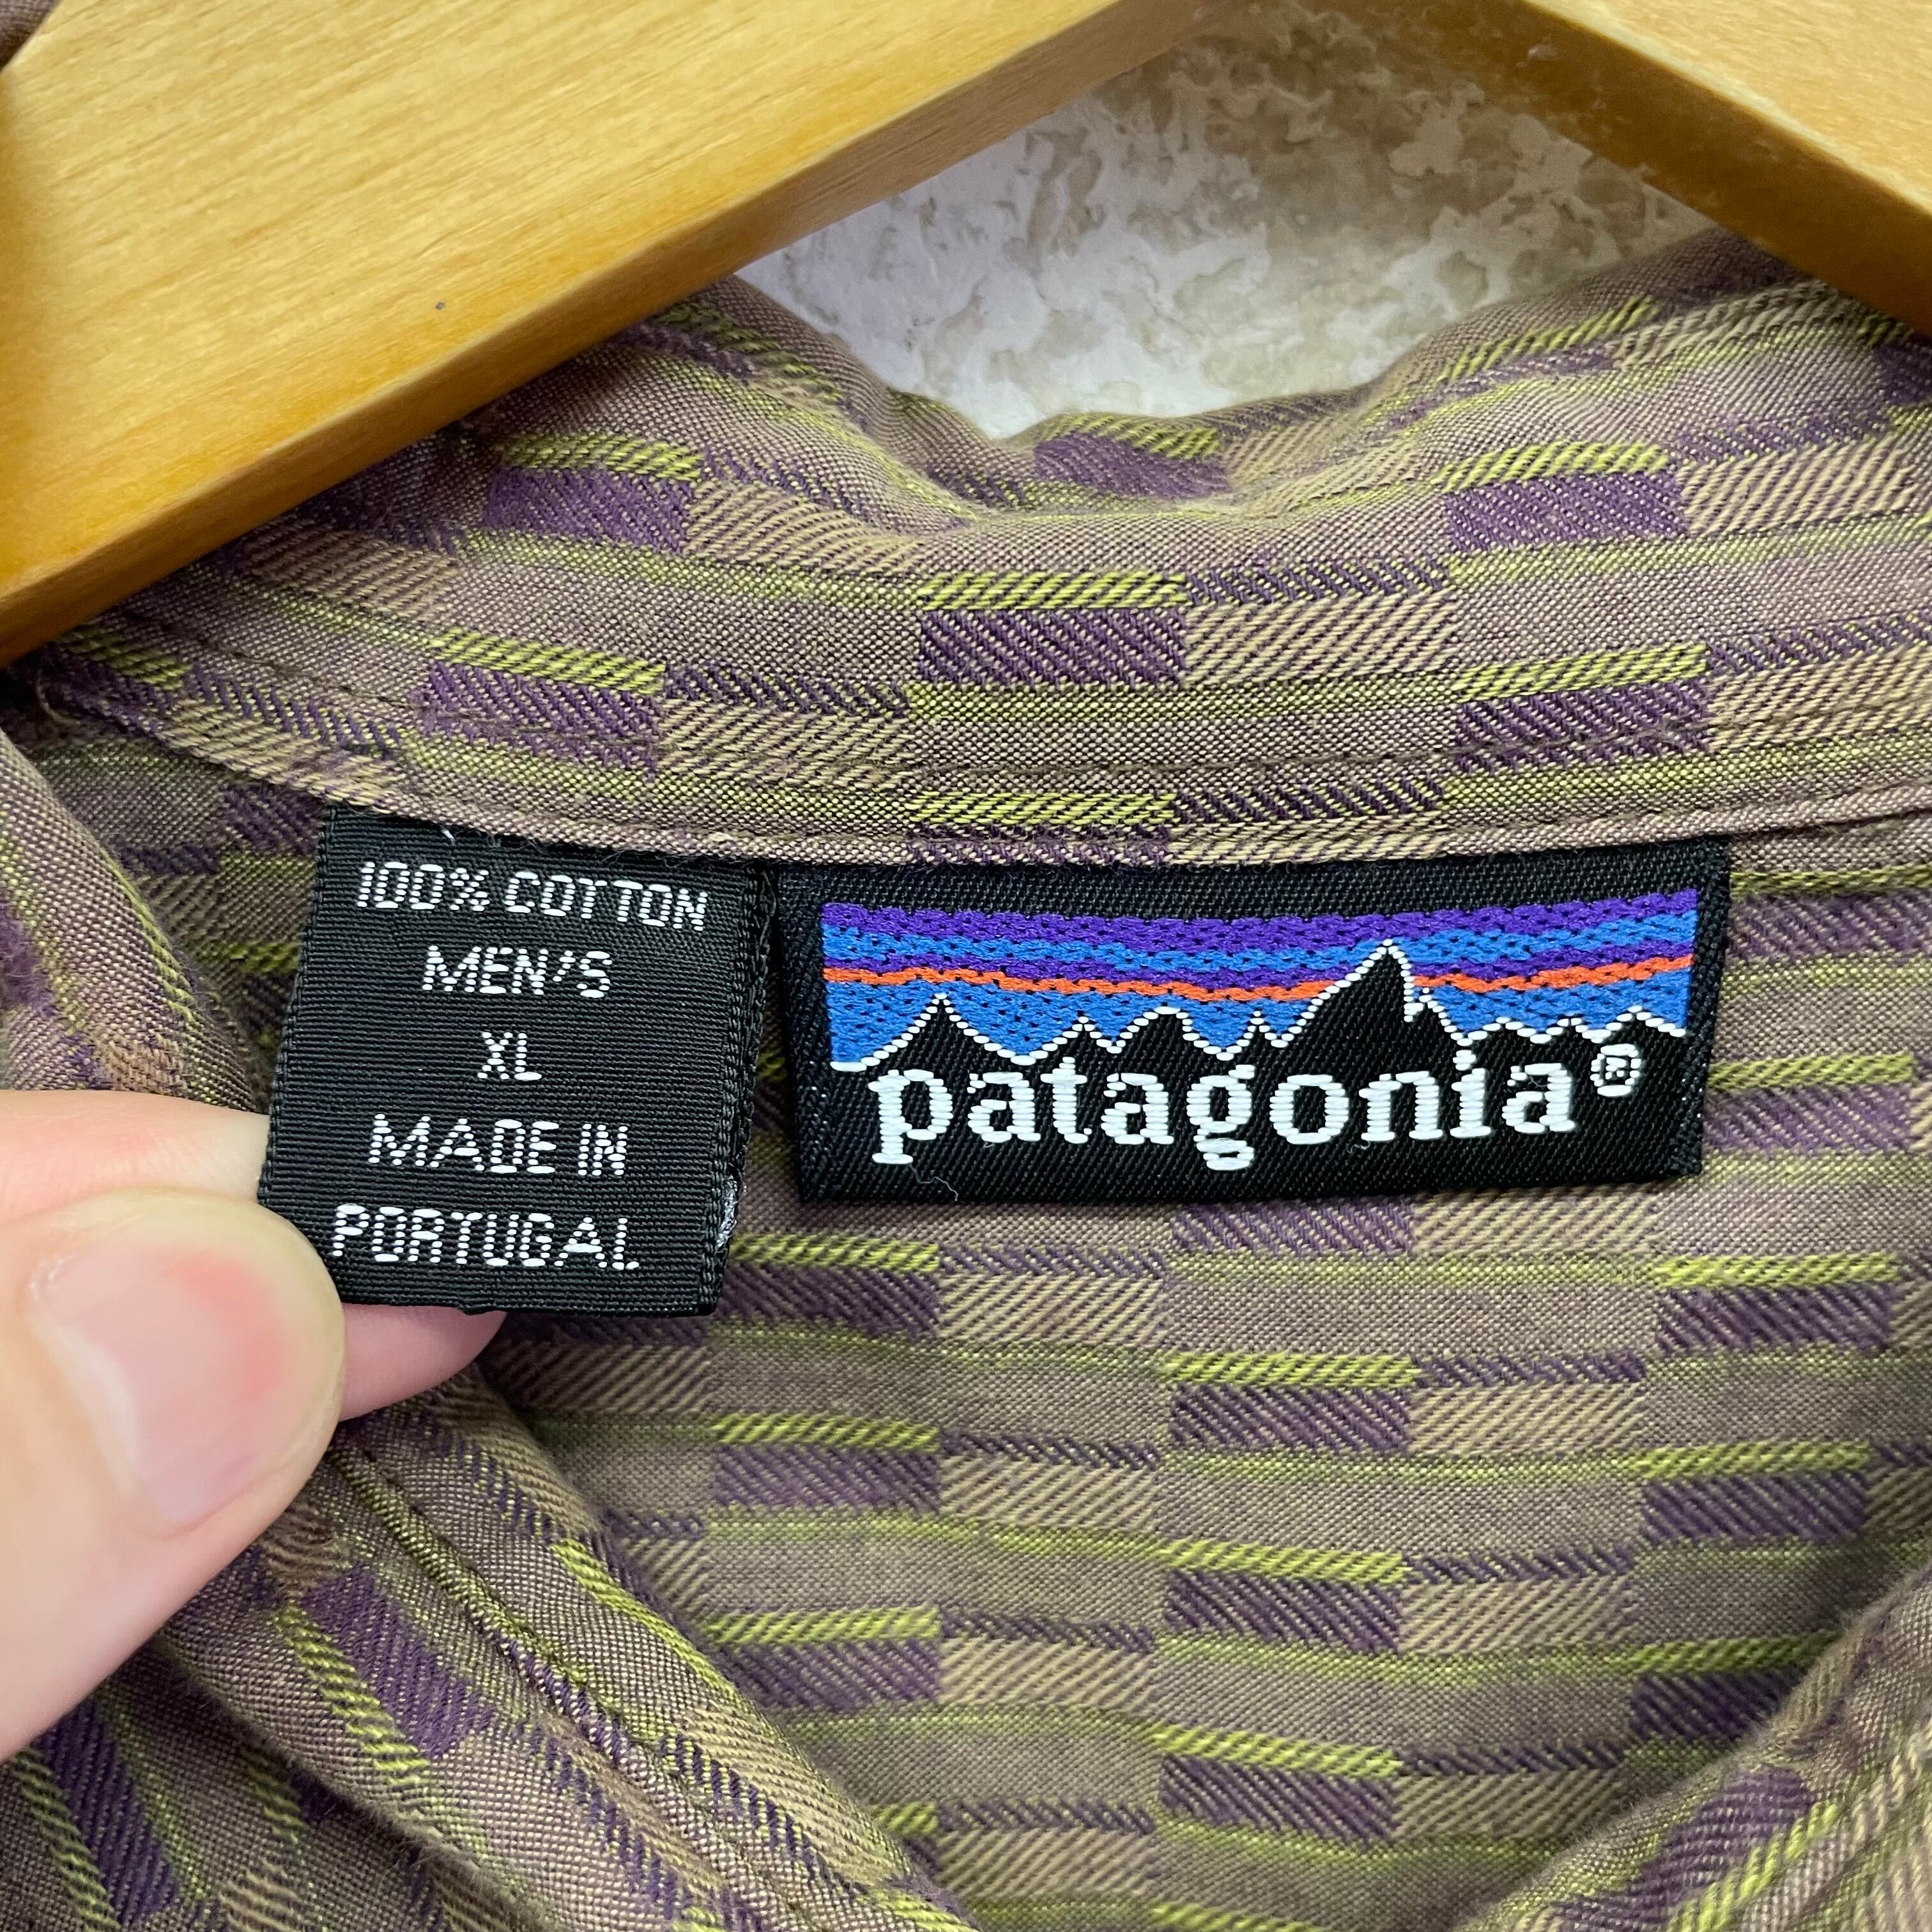 100% COTTON
MEN'S
XL
MADE IN
PORTUGAL
patagonia®